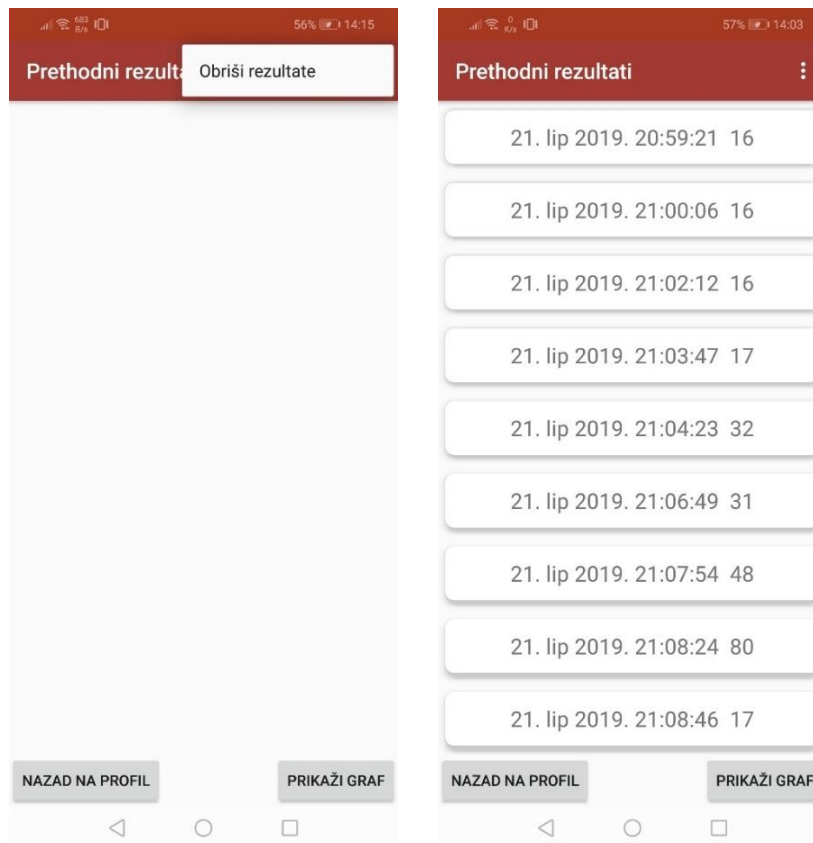 683 B/s 56% 14:15
Prethodni rezult
Obriši rezultate
NAZAD NA PROFIL PRIKAŽI GRAF
0 K/s 57% 14:03
Prethodni rezultati
21. lip 2019. 20:59:21 16
21. lip 2019. 21:00:06 16
21. lip 2019. 21:02:12 16
21. lip 2019. 21:03:47 17
21. lip 2019. 21:04:23 32
21. lip 2019. 21:06:49 31
21. lip 2019. 21:07:54 48
21. lip 2019. 21:08:24 80
21. lip 2019. 21:08:46 17
NAZAD NA PROFIL PRIKAŽI GRAF